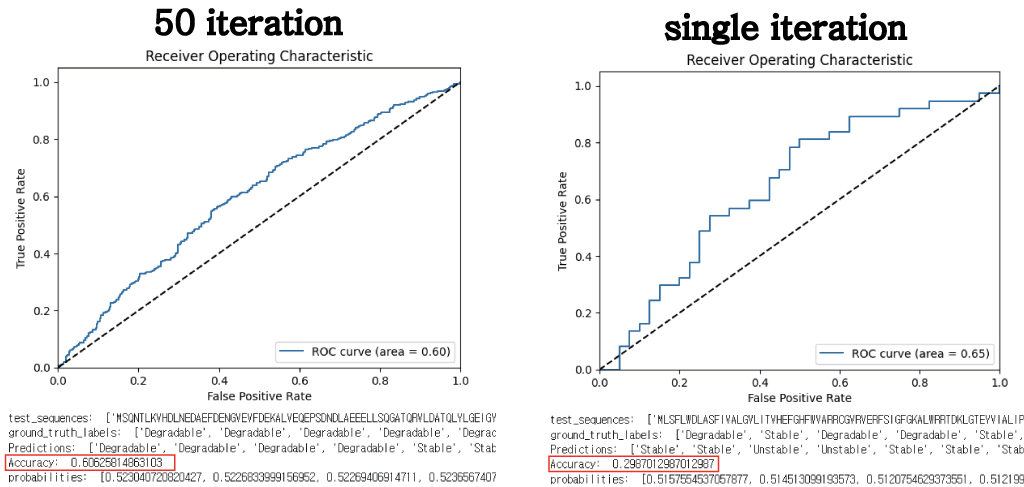 50 iteration
Receiver Operating Characteristic
True Positive Rate
1.0
0.8
0.6
0.4
0.2
0.0
0.0 0.2 0.4 0.6 0.8 1.0
False Positive Rate
ROC curve (area = 0.60)
test_sequences: ['MSQNTLKVHDLNEDAEFDENGVEVFDEKALVEQEPSDNDLAEEELLSQGATQRVLDATQLYLGEIGY
ground_truth_labels: ['Degradable', 'Degradable', 'Degradable', 'Degradable', 'Degrac
Predictions: ['Degradable', 'Degradable', 'Degradable', 'Degradable', 'Stable', 'Stab
Accuracy: 0.60625814863103
probabilities: [0.523040720820427, 0.5226833999156952, 0.52269406914711, 0.5236567407
single iteration
Receiver Operating Characteristic
True Positive Rate
1.0
0.8
0.6
0.4
0.2
0.0
0.0 0.2 0.4 0.6 0.8 1.0
False Positive Rate
ROC curve (area = 0.65)
test_sequences: ['MLSFLWDLASFIVALGVLITVHEFGHFWVARRCGVRVERFSIGFGKALWRRTDKLGTEYVIALIP
ground_truth_labels: ['Degradable', 'Stable', 'Degradable', 'Degradable', 'Stable',
Predictions: ['Stable', 'Stable', 'Unstable', 'Unstable', 'Stable', 'Stable', 'Stable
Accuracy: 0.2987012987012987
probabilities: [0.5157554537057877, 0.514513099193573, 0.5120754629373551, 0.512199